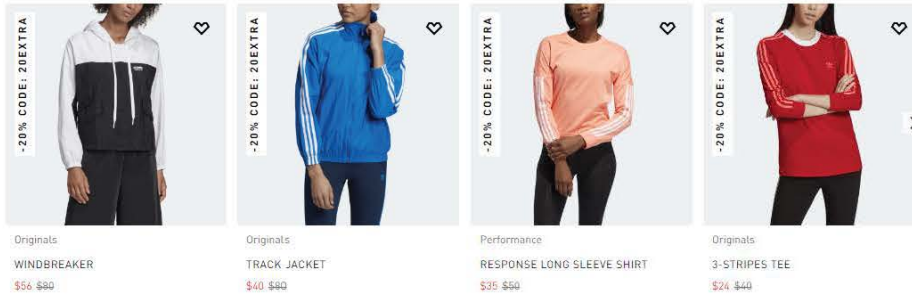 -20% CODE: 20EXTRA
Originals
WINDBREAKER
$56 $80
-20% CODE: 20EXTRA
Originals
TRACK JACKET
$40 $80
-20% CODE: 20EXTRA
Performance
RESPONSE LONG SLEEVE SHIRT
$35 $50
-20% CODE: 20EXTRA
Originals
3-STRIPES TEE
$24 $40